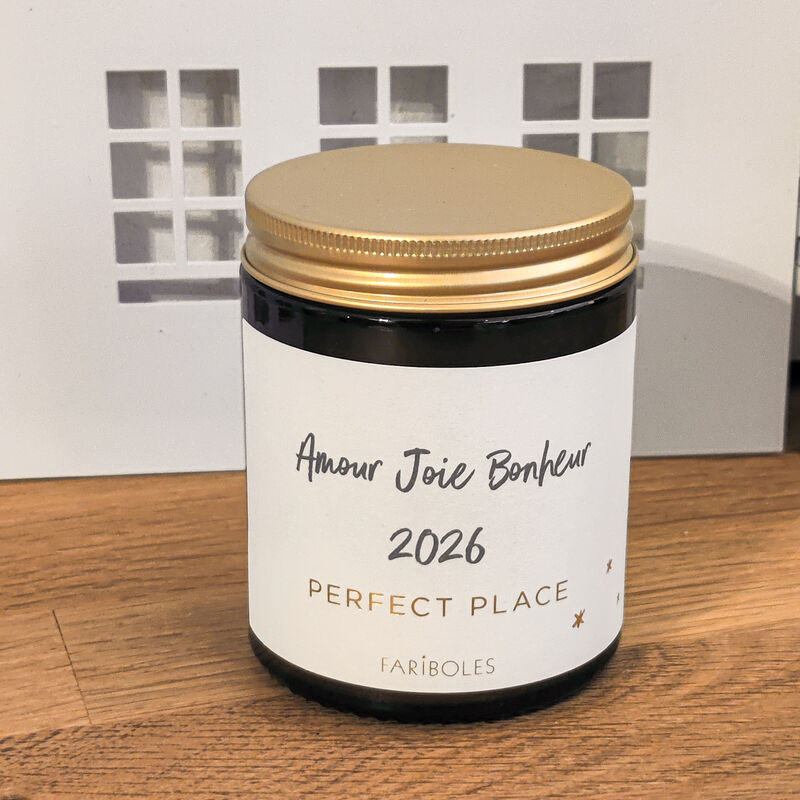 Amour Joie Bonheur
2026
PERFECT PLACE
FARIBOLES